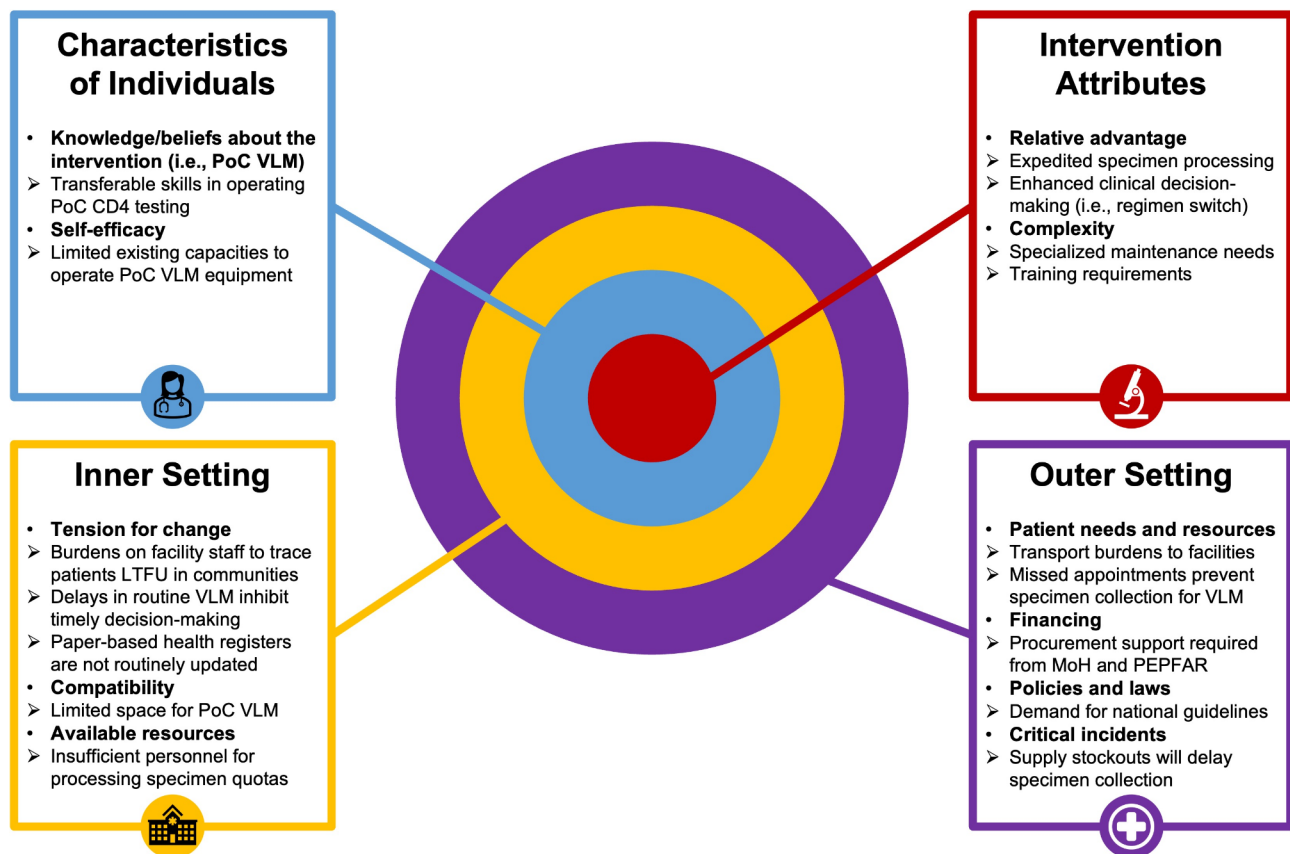 Characteristics
of Individuals
• Knowledge/beliefs about the
intervention (i.e., PoC VLM)
➢ Transferable skills in operating
PoC CD4 testing
• Self-efficacy
➢ Limited existing capacities to
operate PoC VLM equipment
Intervention
Attributes
• Relative advantage
➢ Expedited specimen processing
➢ Enhanced clinical decision-
making (i.e., regimen switch)
• Complexity
➢ Specialized maintenance needs
➢ Training requirements
Inner Setting
• Tension for change
➢ Burdens on facility staff to trace
patients LTFU in communities
➢ Delays in routine VLM inhibit
timely decision-making
➢ Paper-based health registers
are not routinely updated
• Compatibility
➢ Limited space for PoC VLM
• Available resources
➢ Insufficient personnel for
processing specimen quotas
Outer Setting
• Patient needs and resources
➢ Transport burdens to facilities
➢ Missed appointments prevent
specimen collection for VLM
• Financing
➢ Procurement support required
from MoH and PEPFAR
• Policies and laws
➢ Demand for national guidelines
• Critical incidents
➢ Supply stockouts will delay
specimen collection